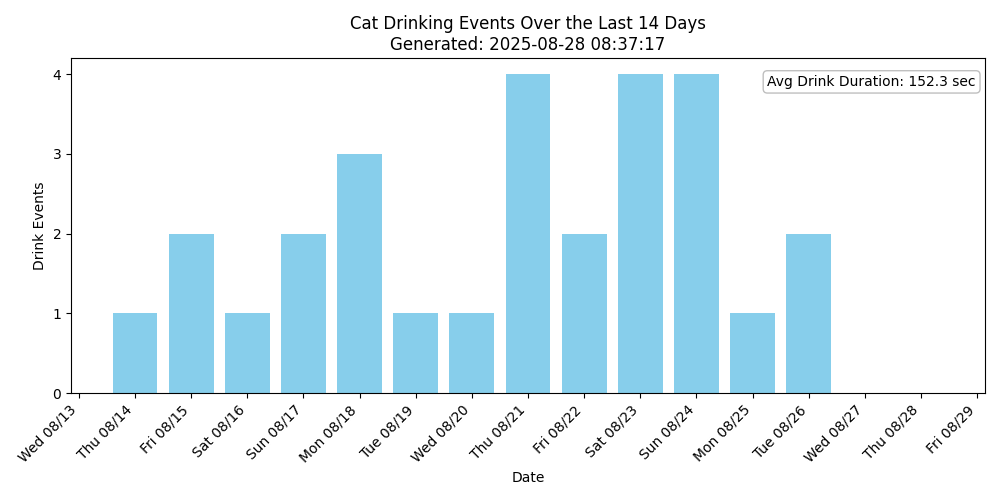 Cat Drinking Events Over the Last 14 Days
Generated: 2025-08-28 08:37:17
Avg Drink Duration: 152.3 sec
Drink Events
4
3
2
1
0
Wed 08/13
Thu 08/14
Fri 08/15
Sat 08/16
Sun 08/17
Mon 08/18
Tue 08/19
Wed 08/20
Thu 08/21
Fri 08/22
Sat 08/23
Sun 08/24
Mon 08/25
Tue 08/26
Wed 08/27
Thu 08/28
Fri 08/29
Date